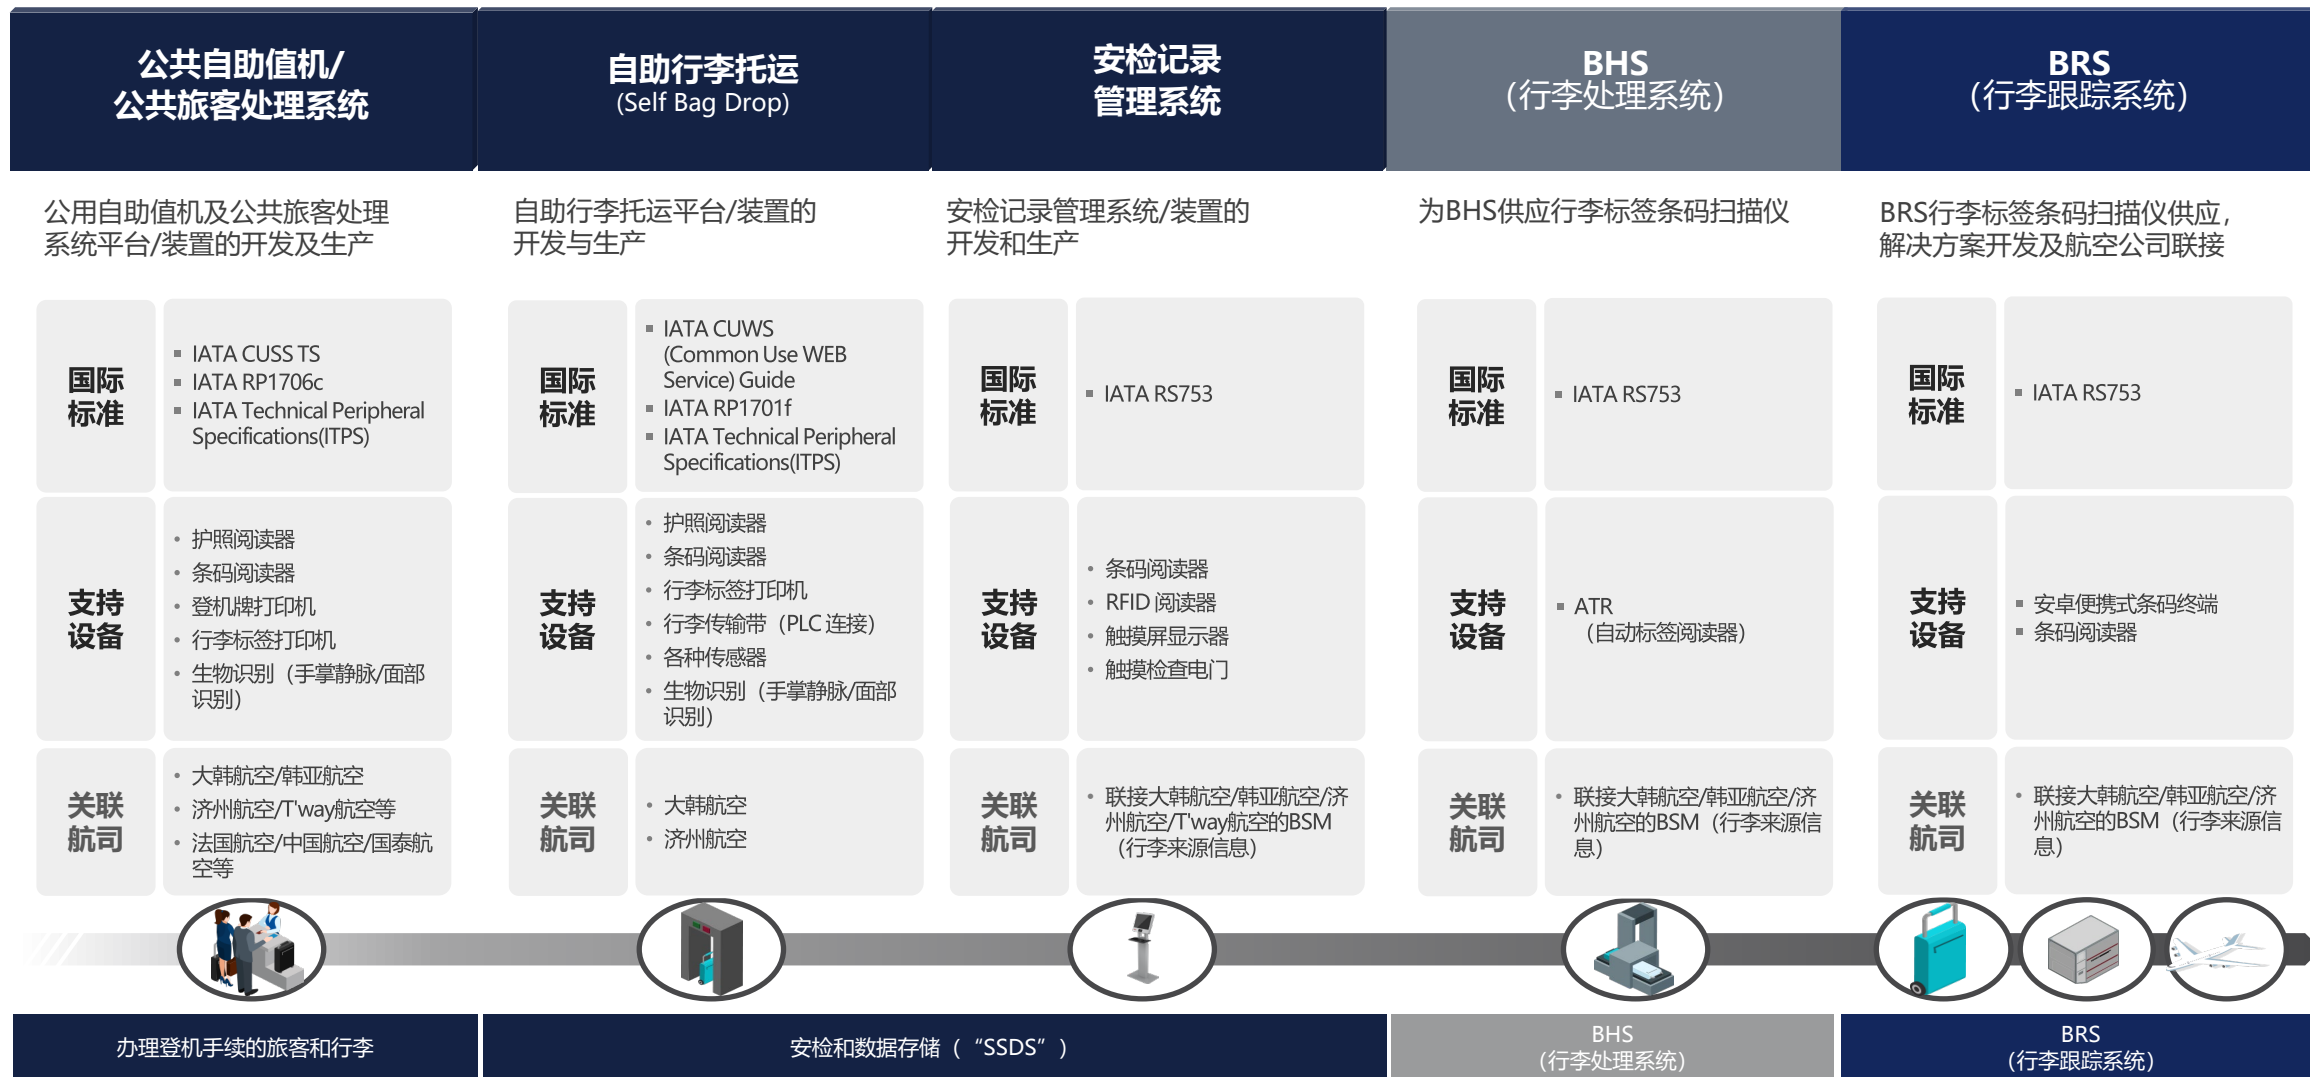 公共自助值机/
公共旅客处理系统
自助行李托运
(Self Bag Drop)
安检记录
管理系统
BHS
（行李处理系统）
BRS
（行李跟踪系统）
公用自助值机及公共旅客处理
系统平台/装置的开发及生产
自助行李托运平台/装置的
开发与生产
安检记录管理系统/装置的
开发和生产
为BHS供应行李标签条码扫描仪
BRS行李标签条码扫描仪供应,
解决方案开发及航空公司联接
国际
标准
▪ IATA CUSS TS
▪ IATA RP1706c
▪ IATA Technical Peripheral
Specifications(ITPS)
国际
标准
▪ IATA CUWS
(Common Use WEB
Service) Guide
▪ IATA RP1701f
▪ IATA Technical Peripheral
Specifications(ITPS)
国际
标准
▪ IATA RS753
国际
标准
▪ IATA RS753
国际
标准
▪ IATA RS753
支持
设备
• 护照阅读器
• 条码阅读器
• 登机牌打印机
• 行李标签打印机
• 生物识别（手掌静脉/面部
识别）
支持
设备
• 护照阅读器
• 条码阅读器
• 行李标签打印机
• 行李传输带（PLC 连接）
• 各种传感器
• 生物识别（手掌静脉/面部
识别）
支持
设备
• 条码阅读器
• RFID 阅读器
• 触摸屏显示器
• 触摸检查电门
支持
设备
▪ ATR
（自动标签阅读器）
支持
设备
▪ 安卓便携式条码终端
▪ 条码阅读器
关联
航司
• 大韩航空/韩亚航空
• 济州航空/T'way航空等
• 法国航空/中国航空/国泰航
空等
关联
航司
• 大韩航空
• 济州航空
关联
航司
• 联接大韩航空/韩亚航空/济
州航空/T'way航空的BSM
（行李来源信息）
关联
航司
• 联接大韩航空/韩亚航空/济
州航空的BSM（行李来源信
息）
关联
航司
• 联接大韩航空/韩亚航空/济
州航空的BSM（行李来源信
息）
办理登机手续的旅客和行李
安检和数据存储（“SSDS”）
BHS
（行李处理系统）
BRS
（行李跟踪系统）